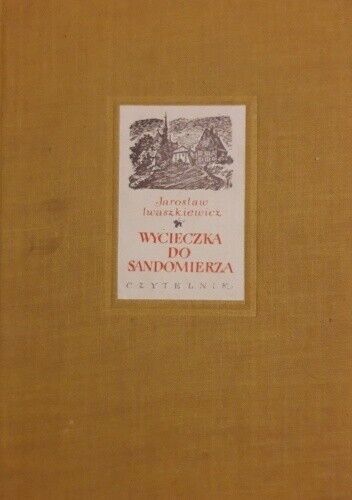 Jarosław
Iwaszkiewicz
WYCIECZKA
DO
SANDOMIERZA
CZYTELNIK